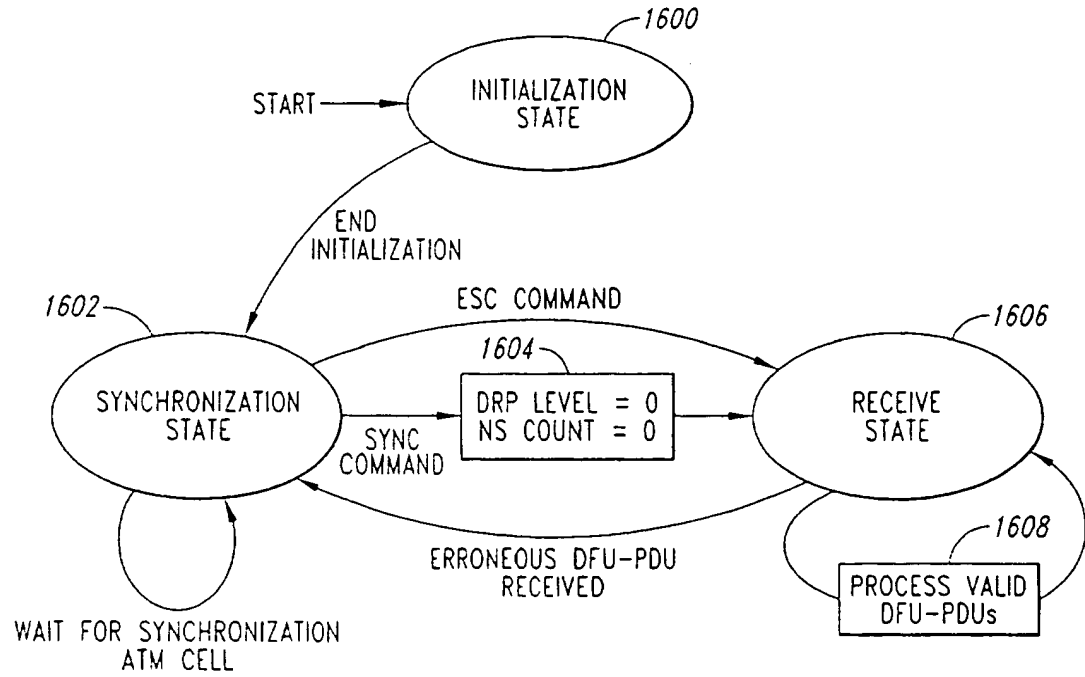 1600
INITIALIZATION
STATE
START
END
INITIALIZATION
1602
ESC COMMAND
1606
1604
SYNCHRONIZATION
STATE
DRP LEVEL = 0
NS COUNT = 0
RECEIVE
STATE
SYNC
COMMAND
ERRONEOUS DFU-PDU
RECEIVED
1608
PROCESS VALID
DFU-PDUs
WAIT FOR SYNCHRONIZATION
ATM CELL